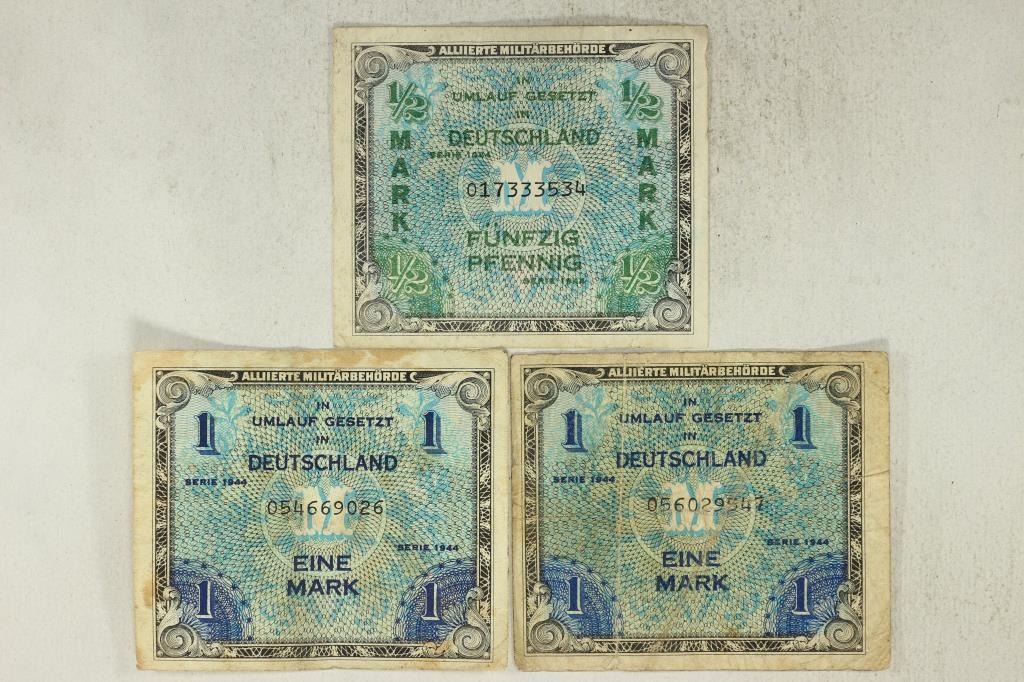 ALLIIERTE MILITÄRBEHÖRDE
IN
UMLAUF GESETZT
IN
DEUTSCHLAND
SERIE 1944
1/2 MARK
1/2 MARK
M
017333534
FÜNFZIG
PFENNIG
SERIE 1944
1/2
1/2
ALLIIERTE MILITÄRBEHÖRDE
IN
UMLAUF GESETZT
IN
1 1
DEUTSCHLAND
SERIE 1944
M
054669026
SERIE 1944
EINE
MARK
1 1
ALLIIERTE MILITÄRBEHÖRDE
IN
UMLAUF GESETZT
IN
1 1
DEUTSCHLAND
SERIE 1944
M
056029547
SERIE 1944
EINE
MARK
1 1